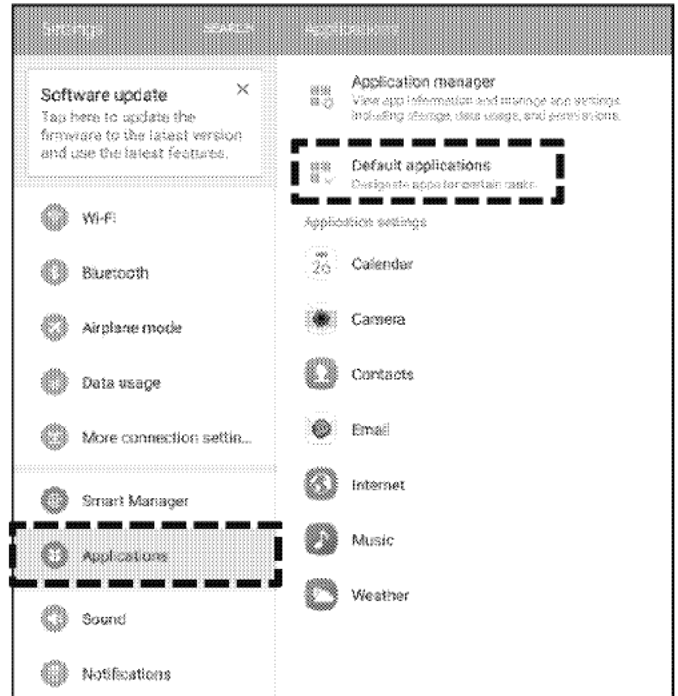 Settings
SEARCH
Applications
Software update
Tap here to update the
firmware to the latest version
and use the latest features.
Wi-Fi
Bluetooth
Airplane mode
Data usage
More connection settin...
Smart Manager
Applications
Sound
Notifications
Application manager
View app information and manage app settings,
including storage, data usage, and permissions.
Default applications
Designate apps for certain tasks.
Application settings
26
Calendar
Camera
Contacts
Email
Internet
Music
Weather